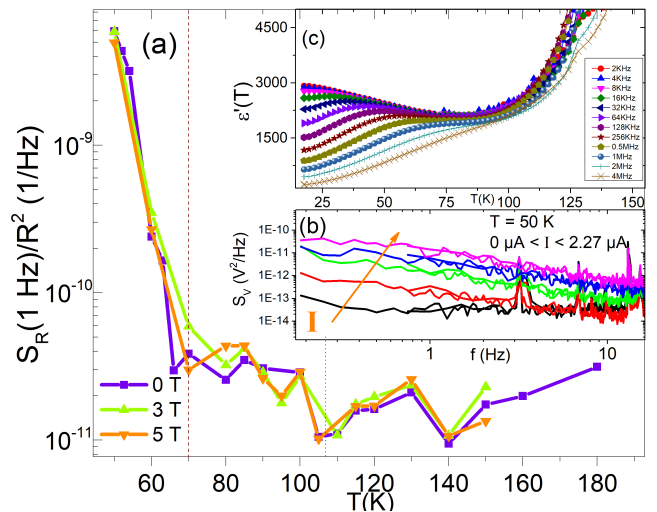 (a)
S_R(1 Hz)/R² (1/Hz)
10⁻⁹
10⁻¹⁰
10⁻¹¹
60 80 100 120 140 160 180
T(K)
0 T
3 T
5 T
(c)
ε'(T)
4500
3000
1500
25 50 75 T(K) 100 125 150
2KHz
4KHz
8KHz
16KHz
32KHz
64KHz
128KHz
256KHz
0.5MHz
1MHz
2MHz
4MHz
(b)
T = 50 K
0 µA < I < 2.27 µA
S_V (V²/Hz)
1E-10
1E-11
1E-12
1E-13
1E-14
I
1 f (Hz) 10